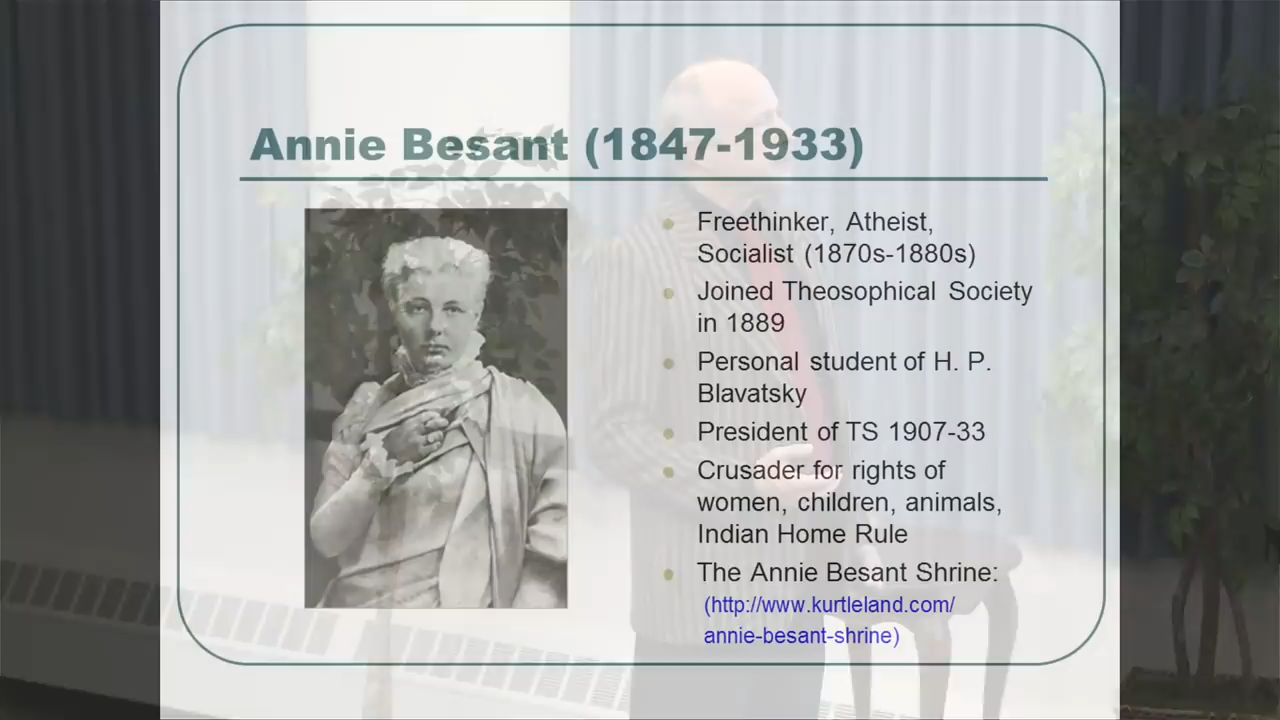 Annie Besant (1847-1933)
Freethinker, Atheist,
Socialist (1870s-1880s)
Joined Theosophical Society
in 1889
Personal student of H. P.
Blavatsky
President of TS 1907-33
Crusader for rights of
women, children, animals,
Indian Home Rule
The Annie Besant Shrine:
(http://www.kurtleland.com/
annie-besant-shrine)